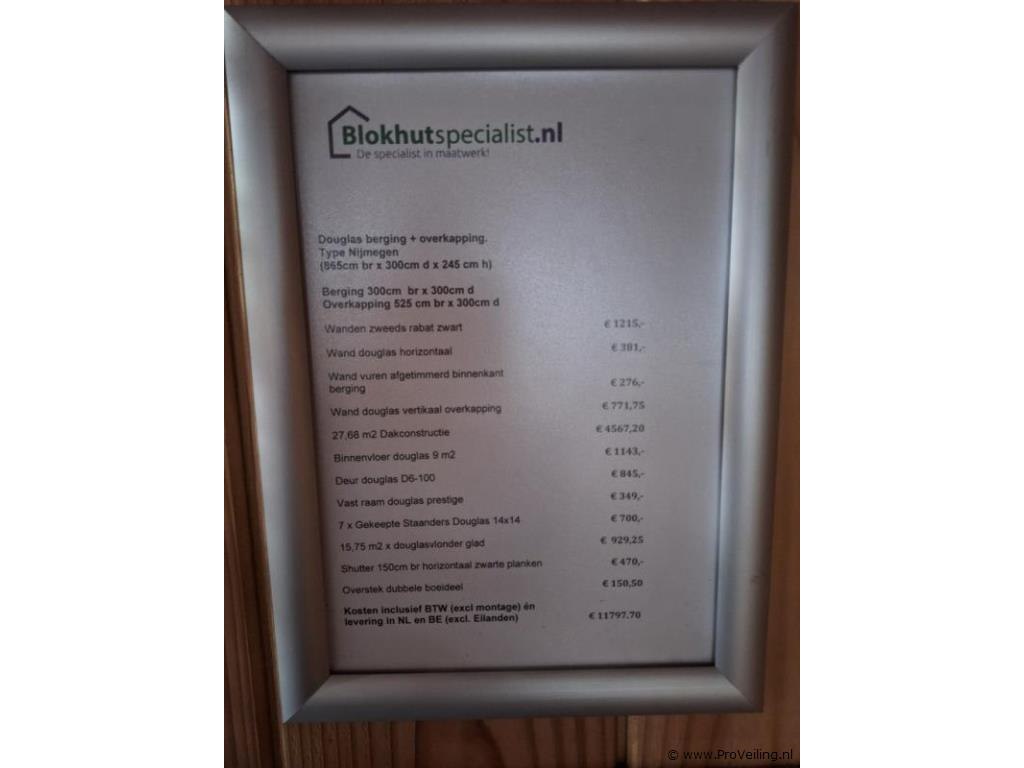 Blokhutspecialist.nl
De specialist in maatwerk!
Douglas berging + overkapping.
Type Nijmegen
(865cm br x 300cm d x 245 cm h)
Berging 300cm br x 300cm d
Overkapping 525 cm br x 300cm d
Wanden zweeds rabat zwart € 1215,-
Wand douglas horizontaal € 381,-
Wand vuren afgetimmerd binnenkant
berging € 276,-
Wand douglas vertikaal overkapping € 771,75
27,68 m2 Dakconstructie € 4567,20
Binnenvloer douglas 9 m2 € 1143,-
Deur douglas D6-100 € 845,-
Vast raam douglas prestige € 349,-
7 x Gekeepte Staanders Douglas 14x14 € 700,-
15,75 m2 x douglasvlonder glad € 929,25
Shutter 150cm br horizontaal zwarte planken € 470,-
Overstek dubbele boeideel € 150,50
Kosten inclusief BTW (excl montage) én
levering in NL en BE (excl. Eilanden) € 11797.70
© www.ProVeiling.nl